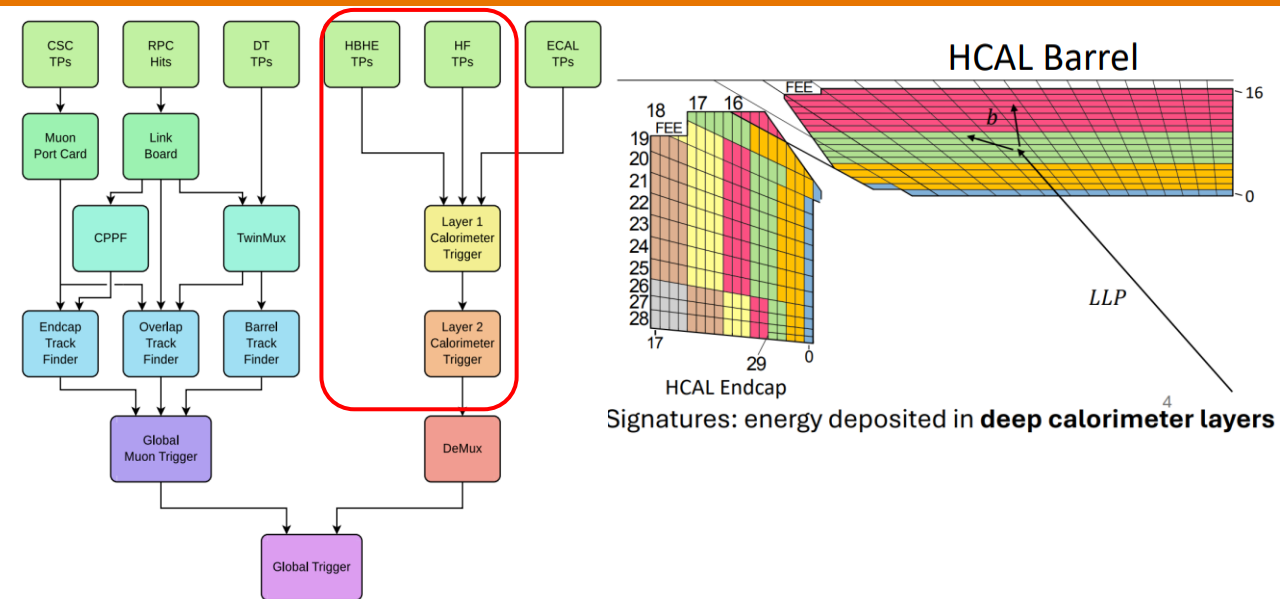 CSC
TPs
RPC
Hits
DT
TPs
HBHE
TPs
HF
TPs
ECAL
TPs
Muon
Port Card
Link
Board
CPPF
TwinMux
Layer 1
Calorimeter
Trigger
Endcap
Track
Finder
Overlap
Track
Finder
Barrel
Track
Finder
Layer 2
Calorimeter
Trigger
Global
Muon Trigger
DeMux
Global Trigger
HCAL Barrel
FEE
16
b
0
LLP
18
17
16
FEE
19
20
21
22
23
24
25
26
27
28
17
29
0
HCAL Endcap
4
Signatures: energy deposited in deep calorimeter layers